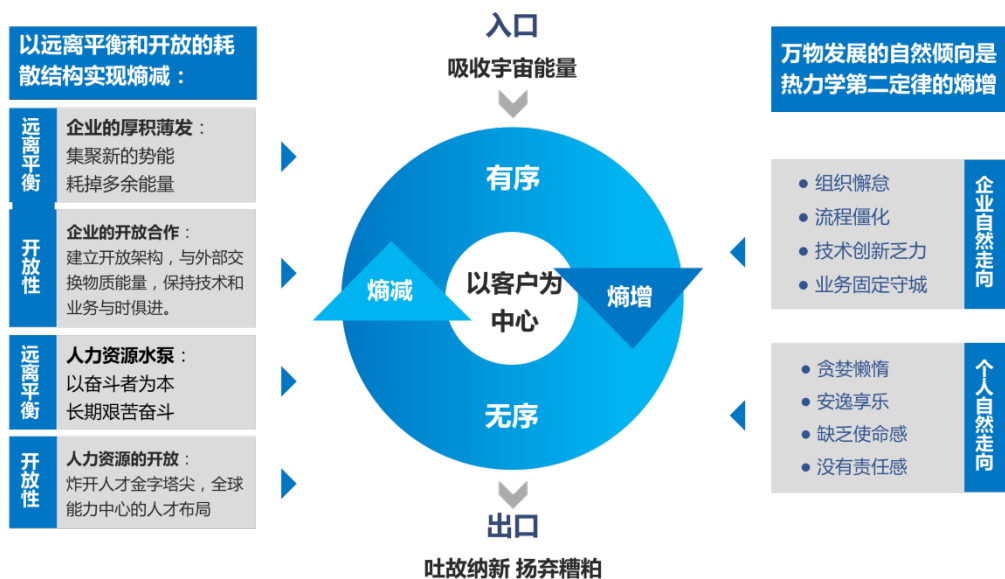 以远离平衡和开放的耗
散结构实现熵减：
远离平衡
企业的厚积薄发：
集聚新的势能
耗掉多余能量
开放性
企业的开放合作：
建立开放架构，与外部交
换物质能量，保持技术和
业务与时俱进。
远离平衡
人力资源水泵：
以奋斗者为本
长期艰苦奋斗
开放性
人力资源的开放：
炸开人才金字塔尖，全球
能力中心的人才布局
入口
吸收宇宙能量
有序
熵减
以客户为
中心
熵增
无序
出口
吐故纳新 扬弃糟粕
万物发展的自然倾向是
热力学第二定律的熵增
● 组织懈怠
● 流程僵化
● 技术创新乏力
● 业务固定守城
企业自然走向
● 贪婪懒惰
● 安逸享乐
● 缺乏使命感
● 没有责任感
个人自然走向